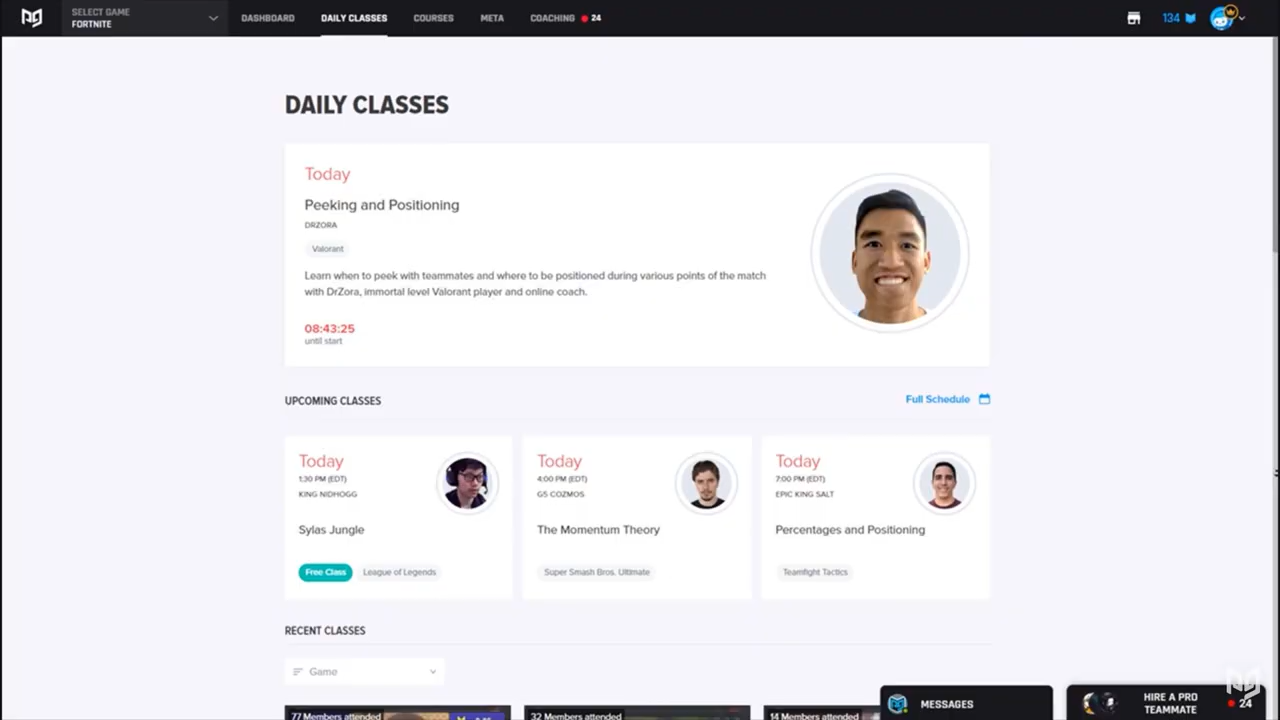 SELECT GAME
FORTNITE
DASHBOARD
DAILY CLASSES
COURSES
META
COACHING
24
134
DAILY CLASSES
Today
Peeking and Positioning
DRZORA
Valorant
Learn when to peek with teammates and where to be positioned during various points of the match
with DrZora, immortal level Valorant player and online coach.
08:43:25
until start
UPCOMING CLASSES
Full Schedule
Today
1:30 PM (EDT)
KING NIDHOGG
Sylas Jungle
Free Class
League of Legends
Today
4:00 PM (EDT)
G5 COZMOS
The Momentum Theory
Super Smash Bros. Ultimate
Today
7:00 PM (EDT)
EPIC KING SALT
Percentages and Positioning
Teamfight Tactics
RECENT CLASSES
Game
77 Members attended
32 Members attended
14 Members attended
MESSAGES
HIRE A PRO
TEAMMATE
24